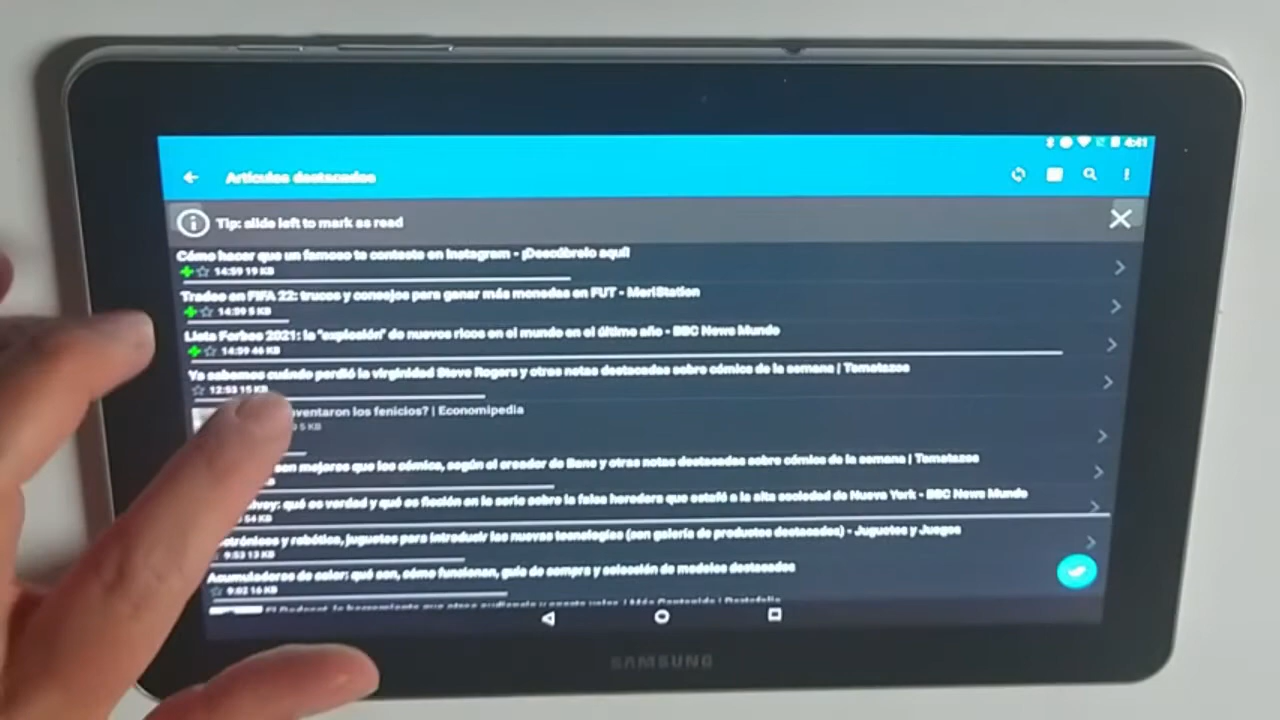 4:41
Artículos destacados
Tip: slide left to mark as read
Cómo hacer que un famoso te conteste en Instagram - ¡Descúbrelo aquí!
14:59 19 KB
Tradeo en FIFA 22: trucos y consejos para ganar más monedas en FUT - MeriStation
14:59 5 KB
Lista Forbes 2021: la "explosión" de nuevos ricos en el mundo en el último año - BBC News Mundo
14:59 46 KB
Ya sabemos cuándo perdió la virginidad Steve Rogers y otras notas destacadas sobre cómics de la semana | Tomatazos
12:53 15 KB
ventaron los fenicios? | Economipedia
5 KB
son mejores que los cómics, según el creador de Bane y otras notas destacadas sobre cómics de la semana | Tomatazos
lvey: qué es verdad y qué es ficción en la serie sobre la falsa heredera que estafó a la alta sociedad de Nueva York - BBC News Mundo
54 KB
ctrónicos y robótica, juguetes para introducir las nuevas tecnologías (con galería de productos destacados) - Juguetes y Juegos
9:53 13 KB
Acumuladores de calor: qué son, cómo funcionan, guía de compra y selección de modelos destacados
9:02 16 KB
SAMSUNG